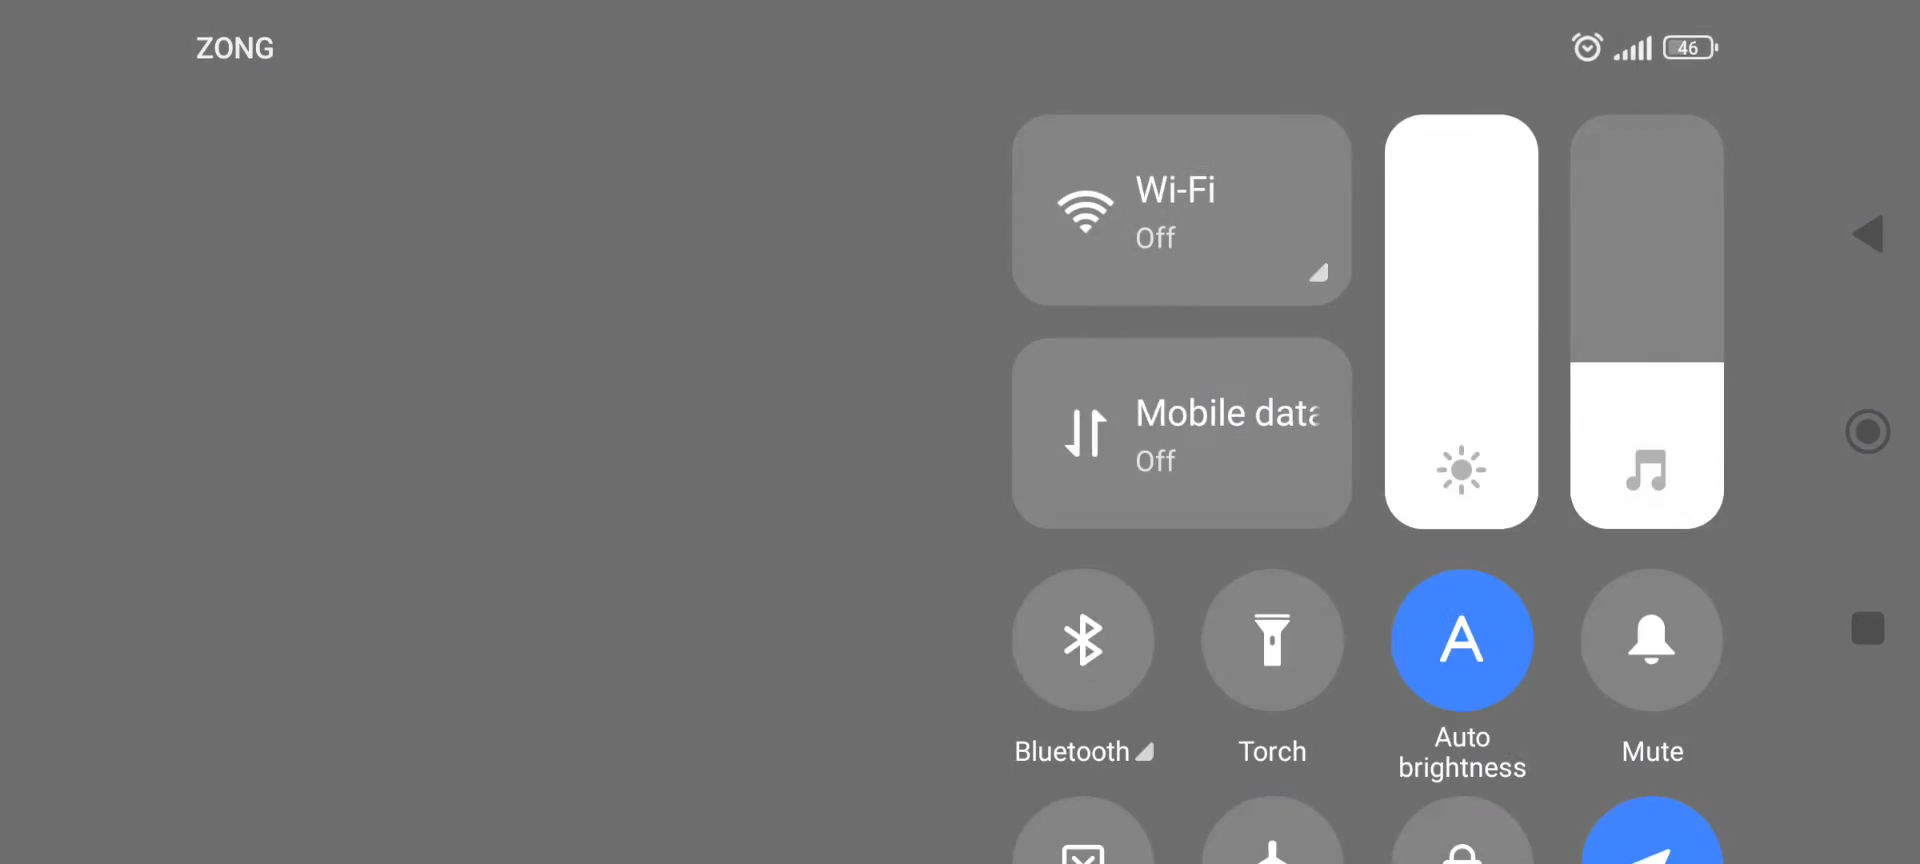 ZONG
46
Wi-Fi
Off
Mobile data
Off
A
Bluetooth
Torch
Auto
brightness
Mute